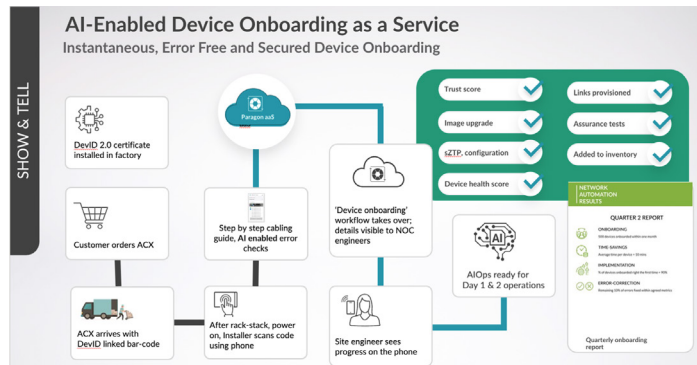 AI-Enabled Device Onboarding as a Service
Instantaneous, Error Free and Secured Device Onboarding
SHOW & TELL
DevID 2.0 certificate
installed in factory
Customer orders ACX
ACX arrives with
DevID linked bar-code
Paragon aaS
Step by step cabling
guide, AI enabled error
checks
After rack-stack, power
on, Installer scans code
using phone
'Device onboarding'
workflow takes over;
details visible to NOC
engineers
Site engineer sees
progress on the phone
Trust score
Image upgrade
sZTP, configuration
Device health score
Links provisioned
Assurance tests
Added to inventory
AI
AIOps ready for
Day 1 & 2 operations
NETWORK
AUTOMATION
RESULTS
QUARTER 2 REPORT
ONBOARDING
TIME-SAVINGS
IMPLEMENTATION
ERROR-CORRECTION
Quarterly onboarding
report